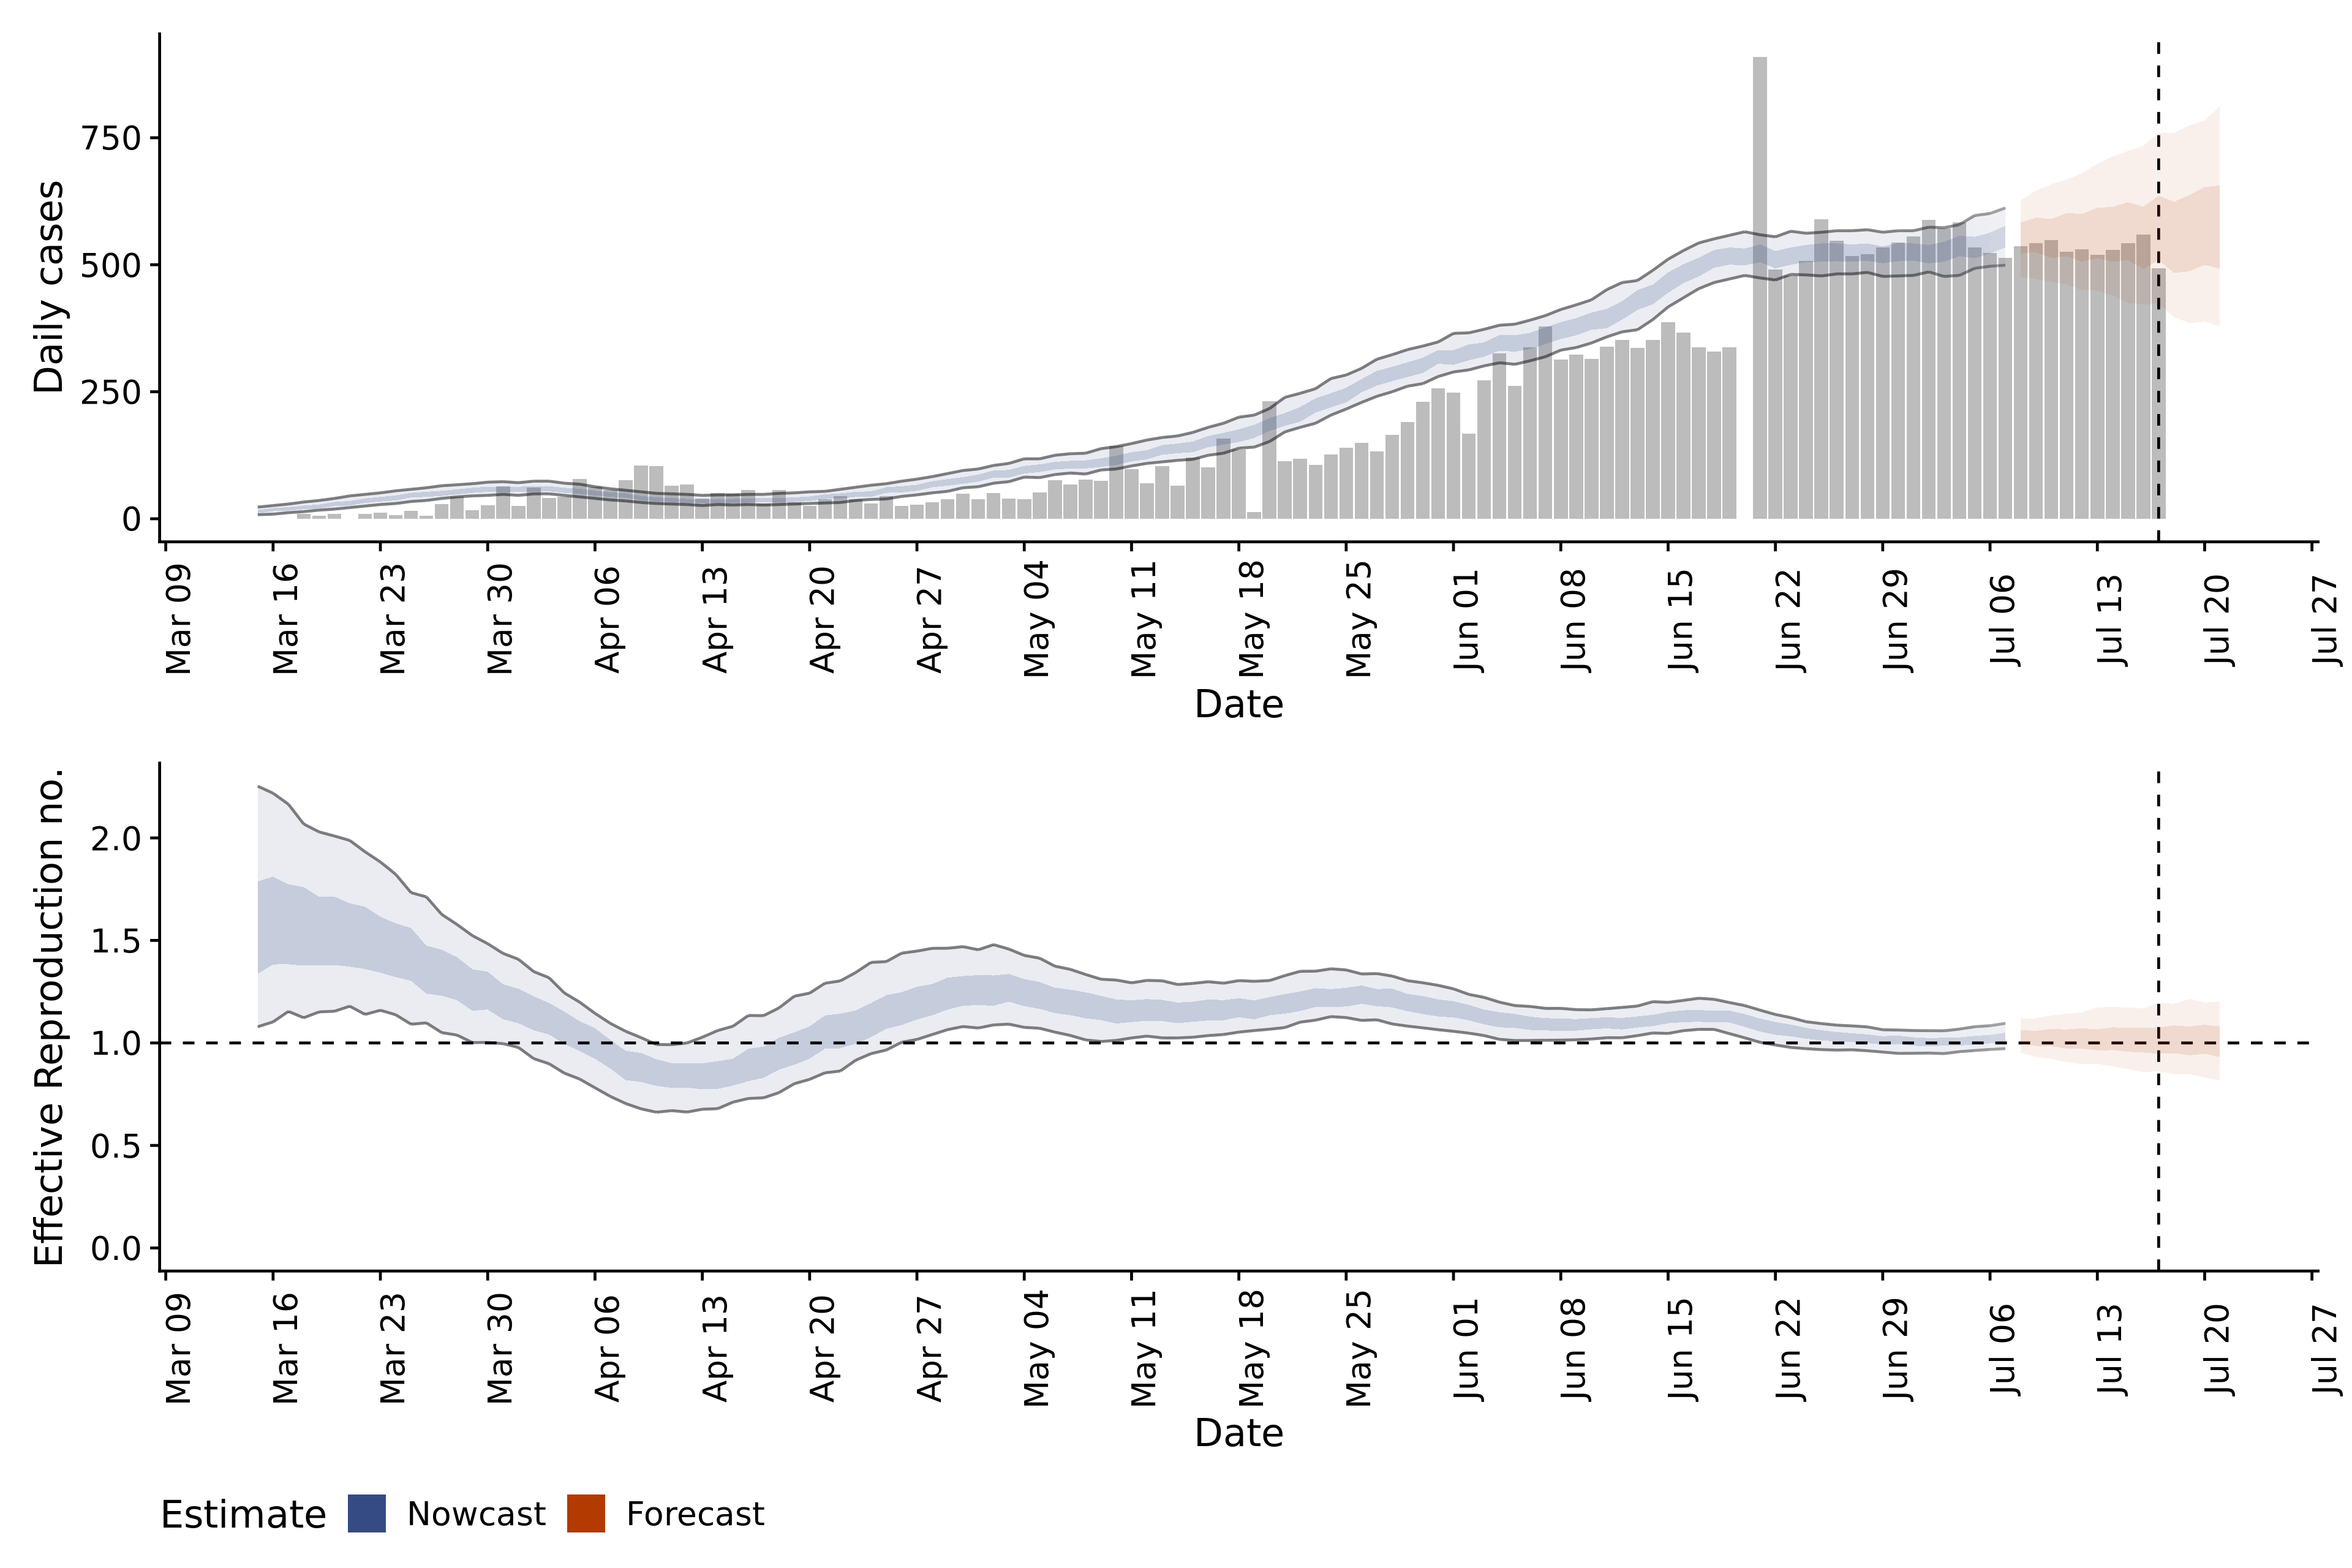 Daily cases
750
500
250
0
Mar 09
Mar 16
Mar 23
Mar 30
Apr 06
Apr 13
Apr 20
Apr 27
May 04
May 11
May 18
May 25
Jun 01
Jun 08
Jun 15
Jun 22
Jun 29
Jul 06
Jul 13
Jul 20
Jul 27
Date
Effective Reproduction no.
2.0
1.5
1.0
0.5
0.0
Mar 09
Mar 16
Mar 23
Mar 30
Apr 06
Apr 13
Apr 20
Apr 27
May 04
May 11
May 18
May 25
Jun 01
Jun 08
Jun 15
Jun 22
Jun 29
Jul 06
Jul 13
Jul 20
Jul 27
Date
Estimate Nowcast Forecast